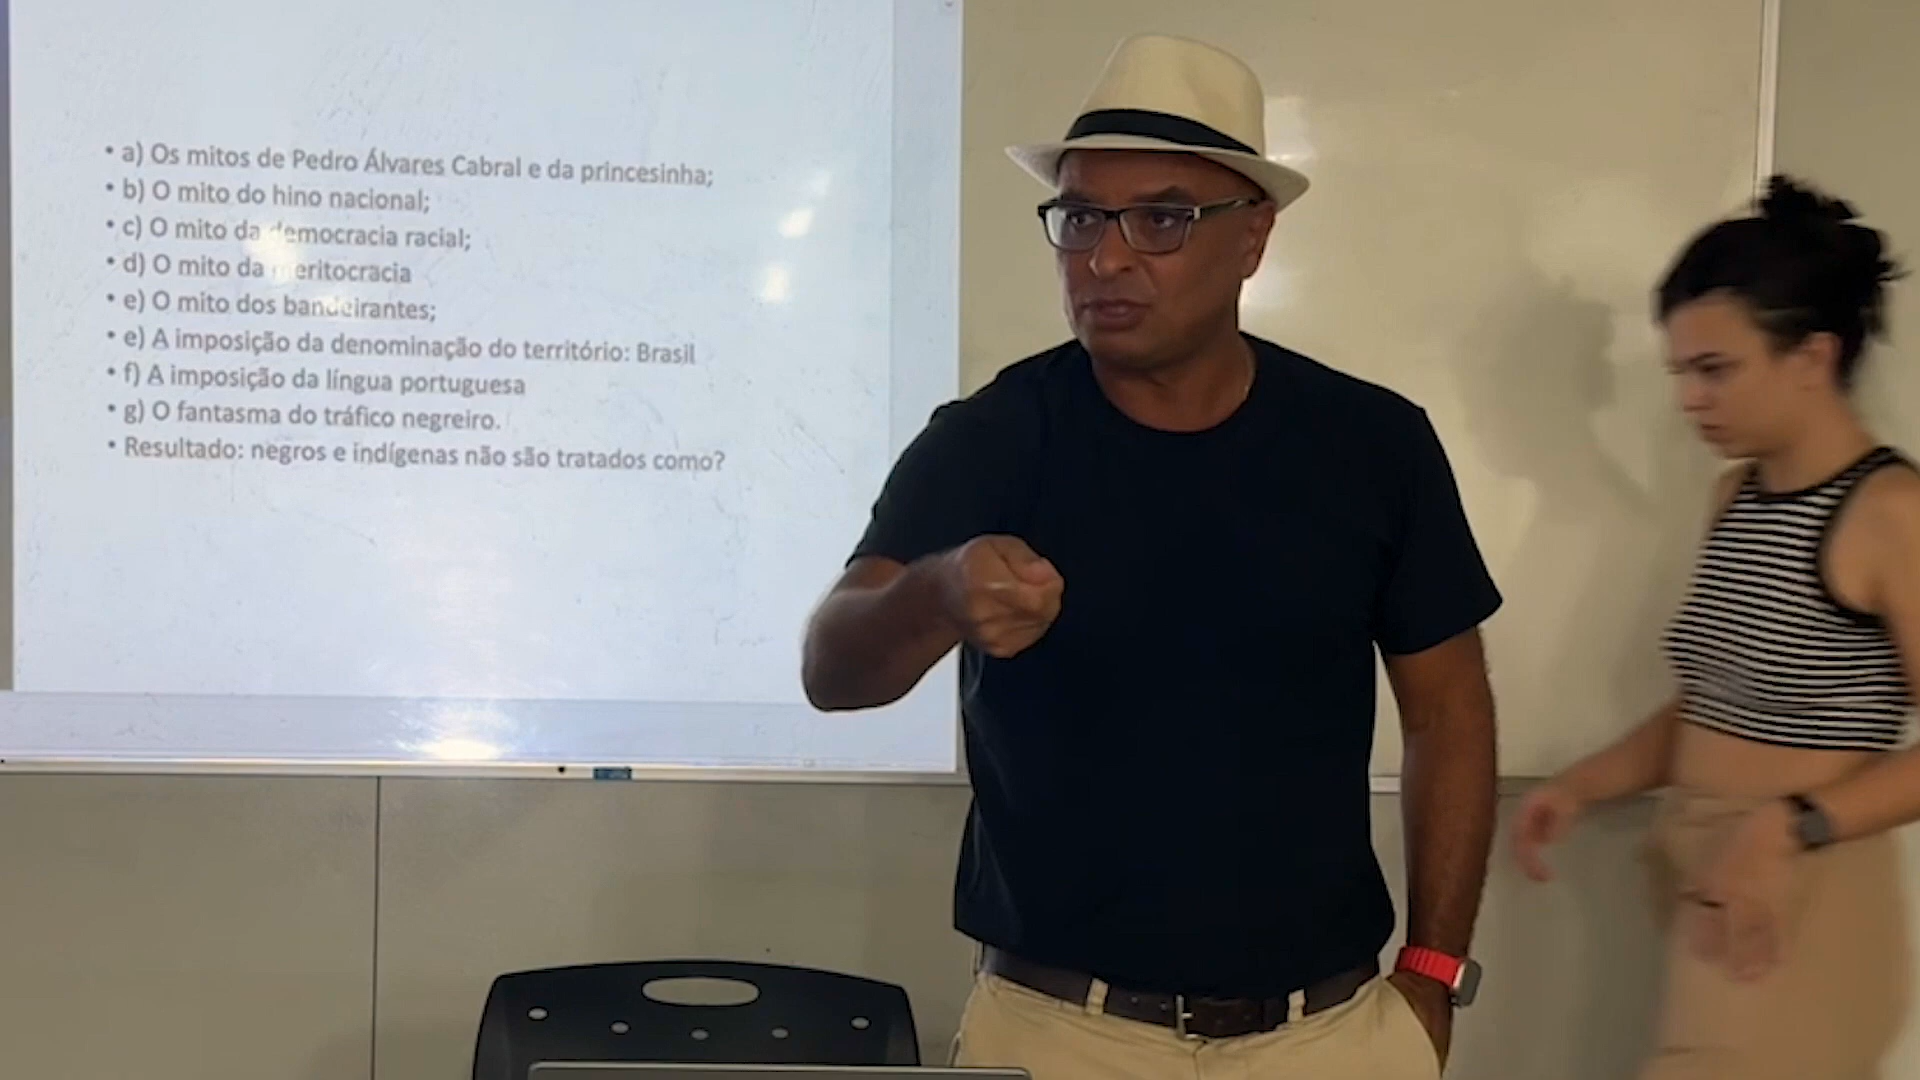 • a) Os mitos de Pedro Álvares Cabral e da princesinha;
• b) O mito do hino nacional;
• c) O mito da democracia racial;
• d) O mito da meritocracia
• e) O mito dos bandeirantes;
• e) A imposição da denominação do território: Brasil
• f) A imposição da língua portuguesa
• g) O fantasma do tráfico negreiro.
• Resultado: negros e indígenas não são tratados como?